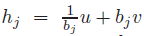 h_j = \frac{1}{b_j} u + b_j v